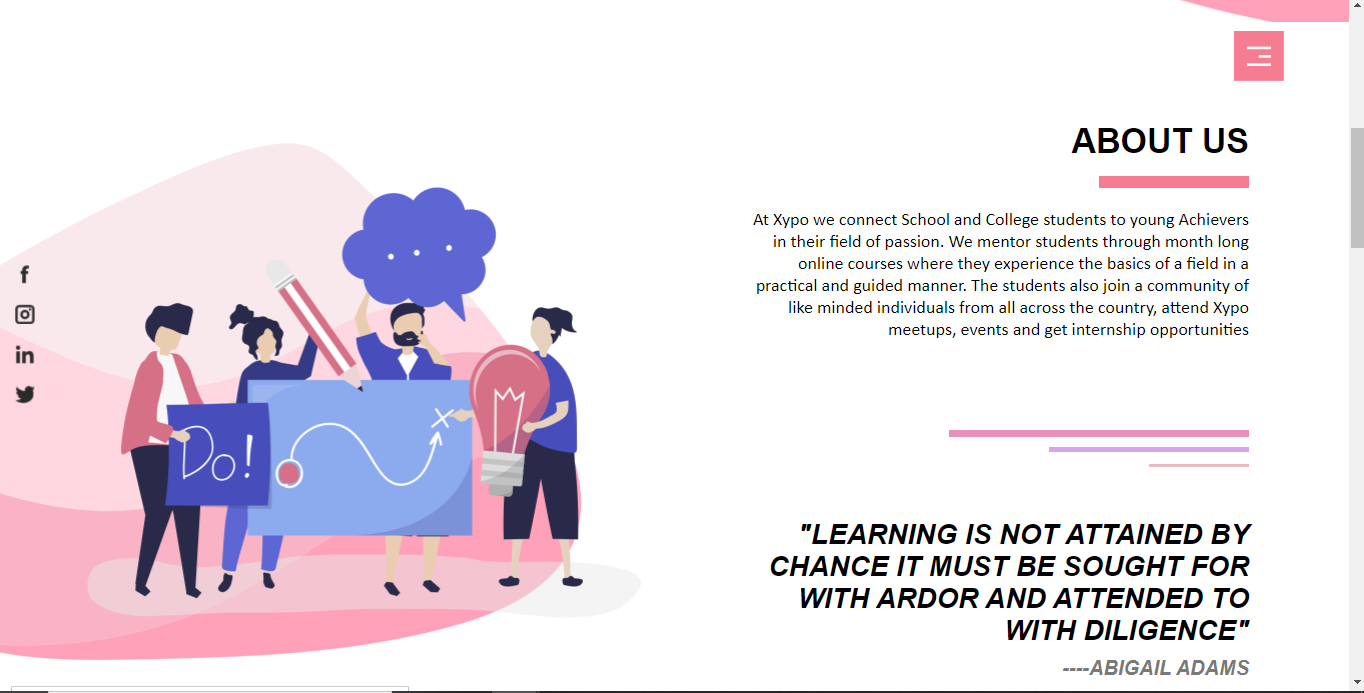 ABOUT US
At Xypo we connect School and College students to young Achievers
in their field of passion. We mentor students through month long
online courses where they experience the basics of a field in a
practical and guided manner. The students also join a community of
like minded individuals from all across the country, attend Xypo
meetups, events and get internship opportunities
Do!
"LEARNING IS NOT ATTAINED BY
CHANCE IT MUST BE SOUGHT FOR
WITH ARDOR AND ATTENDED TO
WITH DILIGENCE"
----ABIGAIL ADAMS